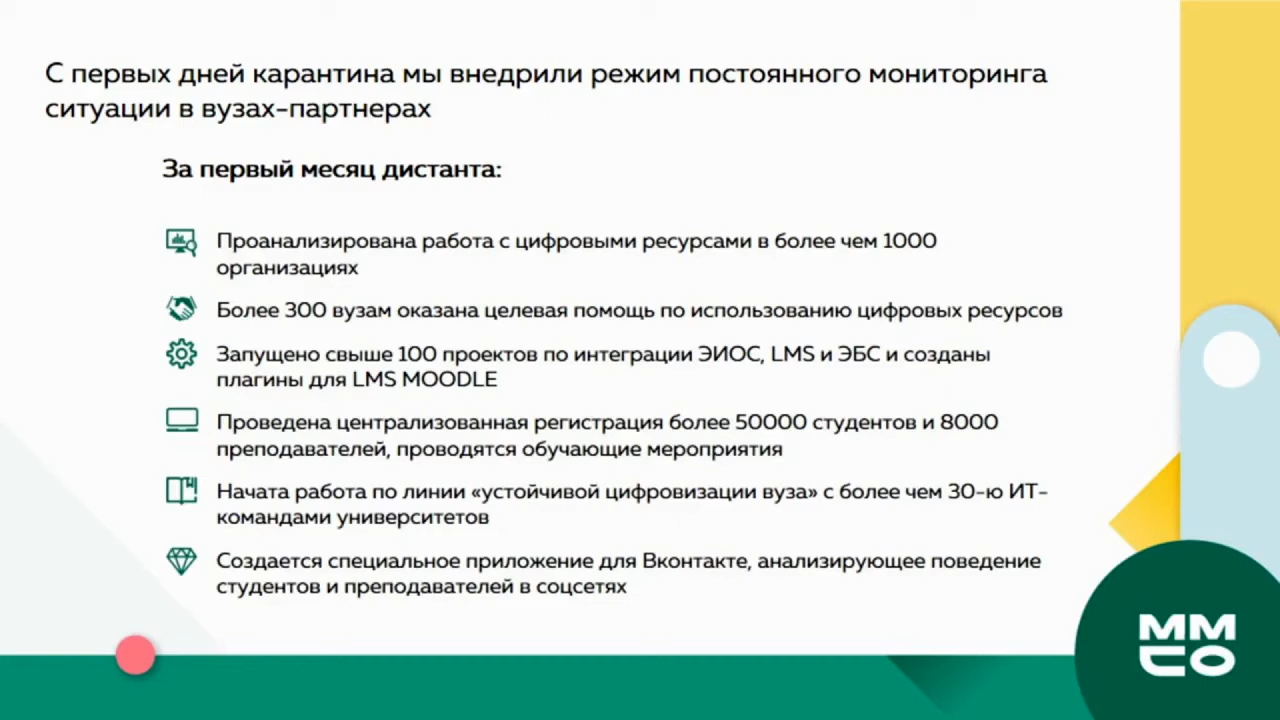 С первых дней карантина мы внедрили режим постоянного мониторинга
ситуации в вузах-партнерах
За первый месяц дистанта:
Проанализирована работа с цифровыми ресурсами в более чем 1000
организациях
Более 300 вузам оказана целевая помощь по использованию цифровых ресурсов
Запущено свыше 100 проектов по интеграции ЭИОС, LMS и ЭБС и созданы
плагины для LMS MOODLE
Проведена централизованная регистрация более 50000 студентов и 8000
преподавателей, проводятся обучающие мероприятия
Начата работа по линии «устойчивой цифровизации вуза» с более чем 30-ю ИТ-
командами университетов
Создается специальное приложение для Вконтакте, анализирующее поведение
студентов и преподавателей в соцсетях
ММ
СО